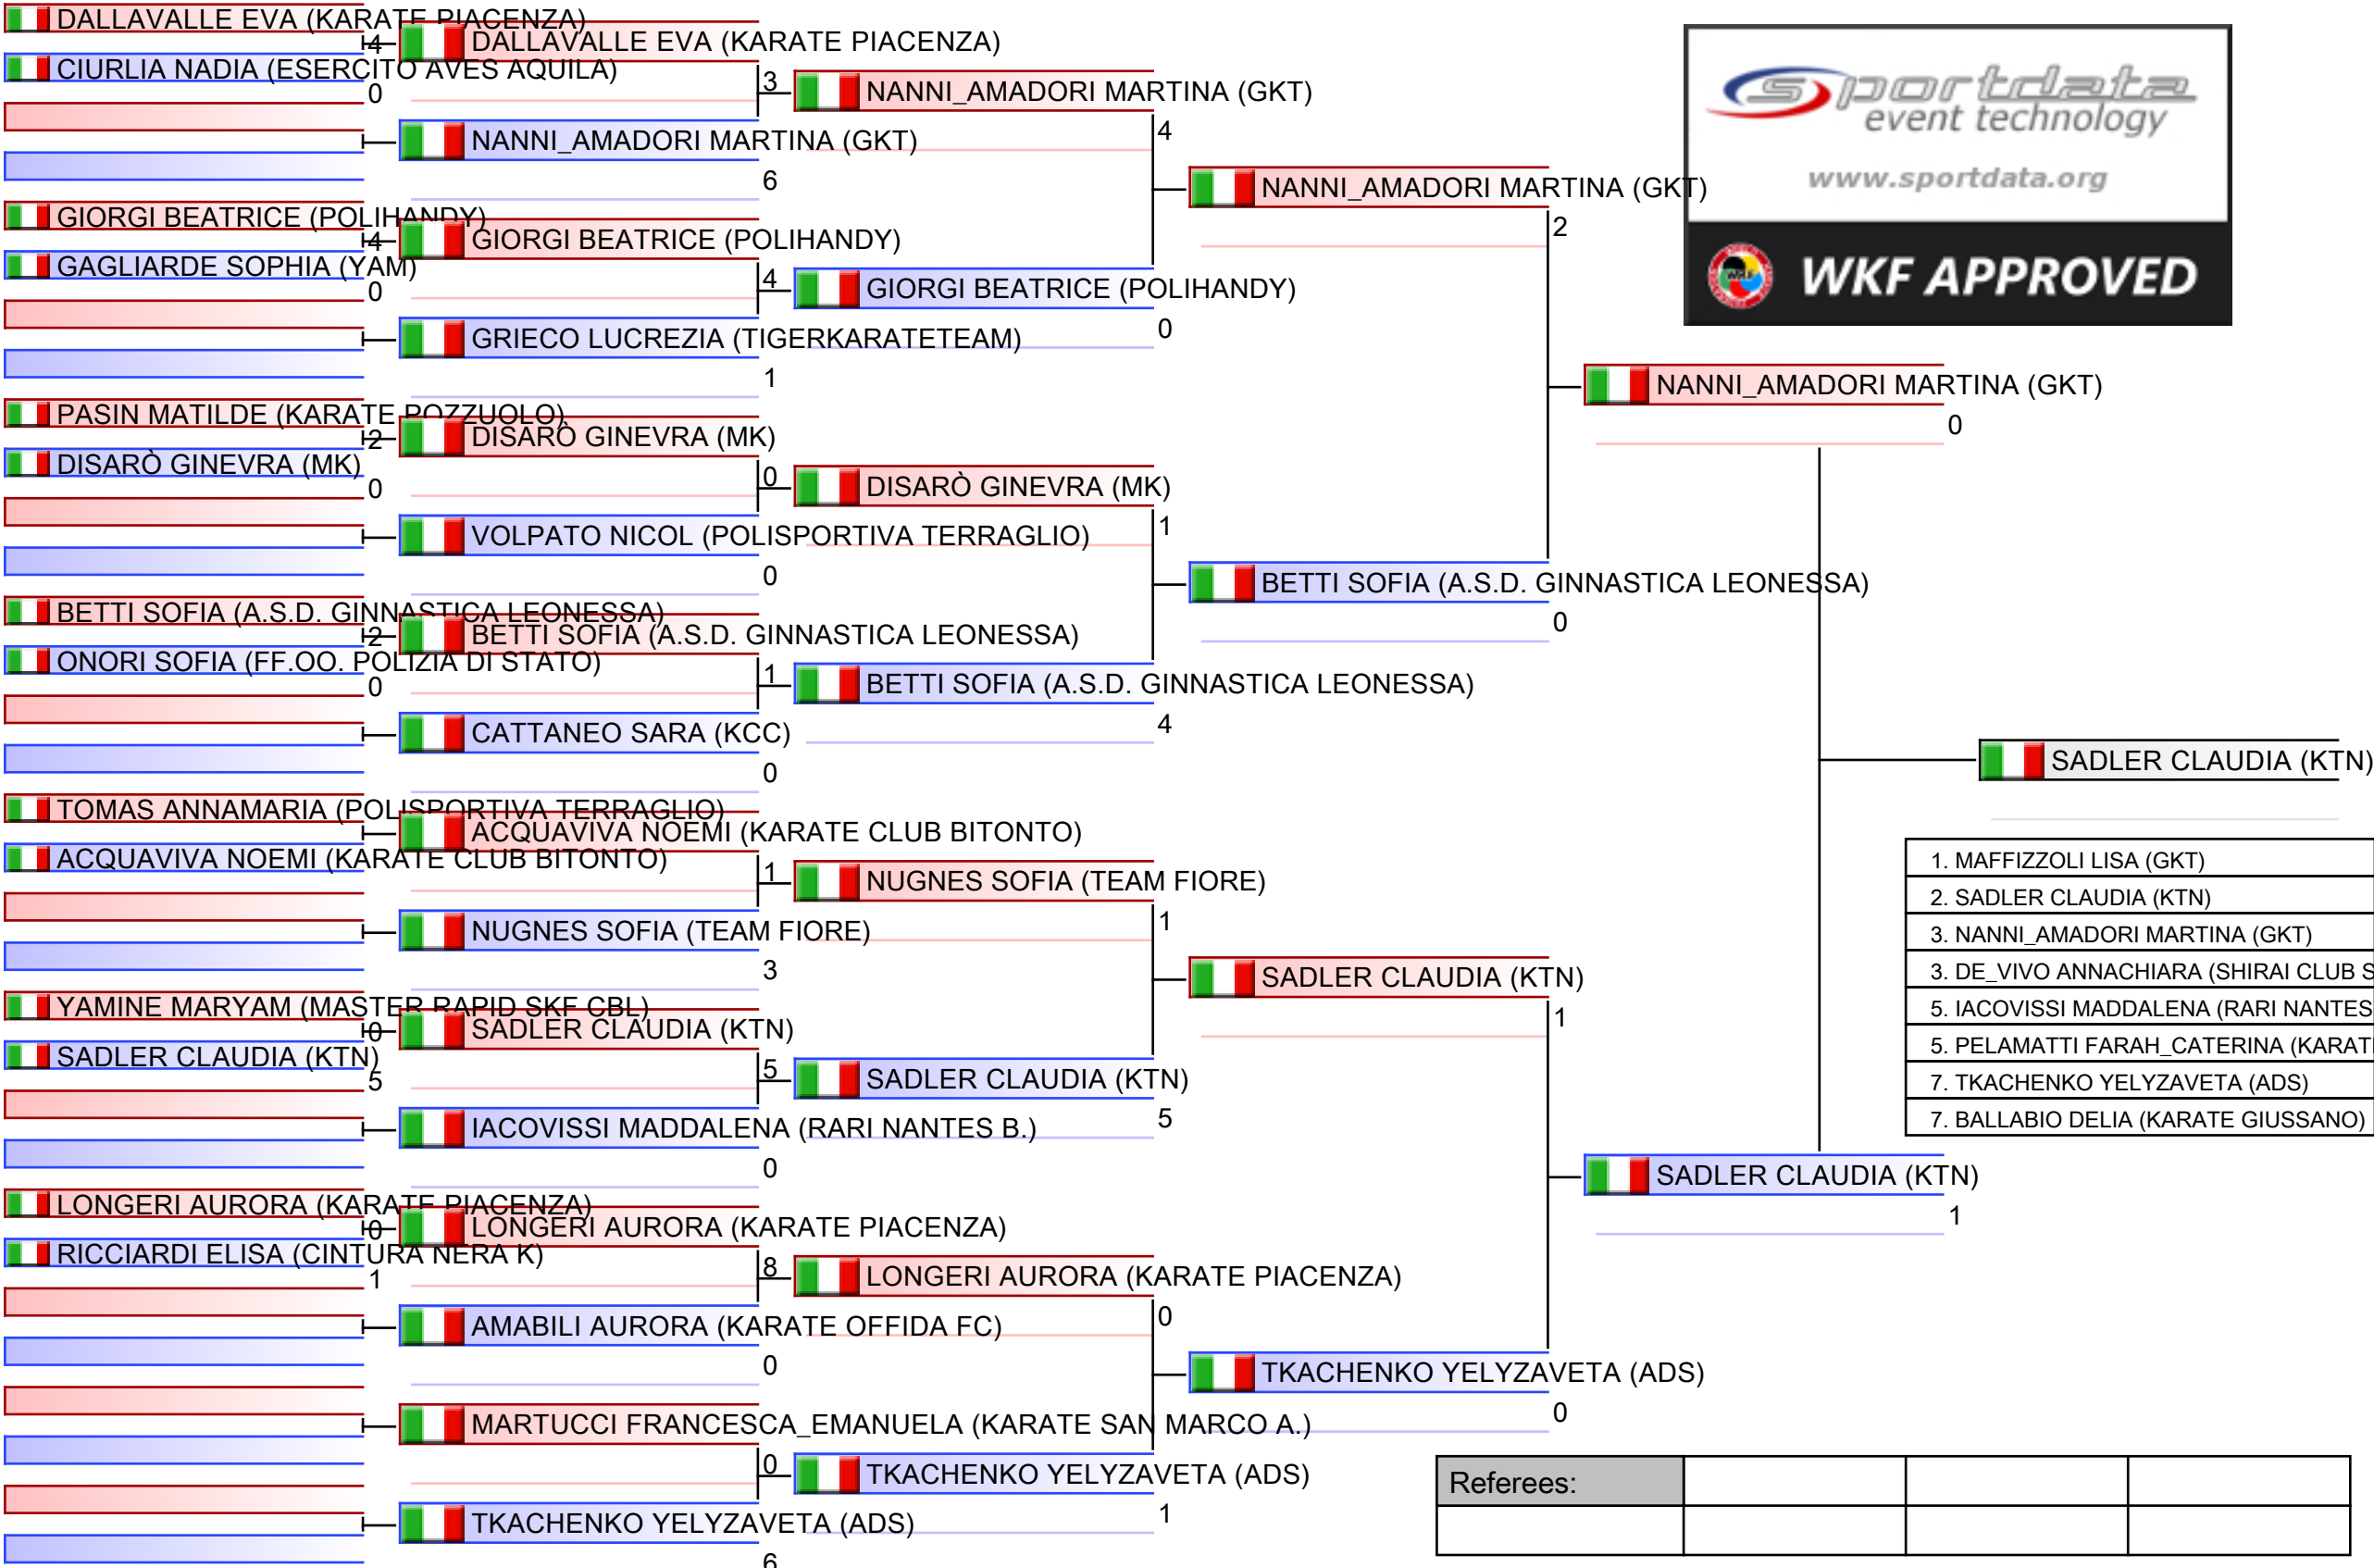 DALLAVALLE EVA (KARATE PIACENZA)
4
CIURLIA NADIA (ESERCITO AVES AQUILA)
0
GIORGI BEATRICE (POLIHANDY)
4
GAGLIARDE SOPHIA (YAM)
0
PASIN MATILDE (KARATE POZZUOLO)
2
DISARÒ GINEVRA (MK)
0
BETTI SOFIA (A.S.D. GINNASTICA LEONESSA)
2
ONORI SOFIA (FF.OO. POLIZIA DI STATO)
0
TOMAS ANNAMARIA (POLISPORTIVA TERRAGLIO)
ACQUAVIVA NOEMI (KARATE CLUB BITONTO)
YAMINE MARYAM (MASTER RAPID SKF CBL)
0
SADLER CLAUDIA (KTN)
5
LONGERI AURORA (KARATE PIACENZA)
0
RICCIARDI ELISA (CINTURA NERA K)
1
DALLAVALLE EVA (KARATE PIACENZA)
3
NANNI_AMADORI MARTINA (GKT)
6
GIORGI BEATRICE (POLIHANDY)
4
GRIECO LUCREZIA (TIGERKARATETEAM)
1
DISARÒ GINEVRA (MK)
0
VOLPATO NICOL (POLISPORTIVA TERRAGLIO)
0
BETTI SOFIA (A.S.D. GINNASTICA LEONESSA)
1
CATTANEO SARA (KCC)
0
ACQUAVIVA NOEMI (KARATE CLUB BITONTO)
1
NUGNES SOFIA (TEAM FIORE)
3
SADLER CLAUDIA (KTN)
5
IACOVISSI MADDALENA (RARI NANTES B.)
0
LONGERI AURORA (KARATE PIACENZA)
8
AMABILI AURORA (KARATE OFFIDA FC)
0
MARTUCCI FRANCESCA_EMANUELA (KARATE SAN MARCO A.)
0
TKACHENKO YELYZAVETA (ADS)
6
NANNI_AMADORI MARTINA (GKT)
4
GIORGI BEATRICE (POLIHANDY)
0
DISARÒ GINEVRA (MK)
1
BETTI SOFIA (A.S.D. GINNASTICA LEONESSA)
4
NUGNES SOFIA (TEAM FIORE)
1
SADLER CLAUDIA (KTN)
5
LONGERI AURORA (KARATE PIACENZA)
0
TKACHENKO YELYZAVETA (ADS)
1
NANNI_AMADORI MARTINA (GKT)
2
BETTI SOFIA (A.S.D. GINNASTICA LEONESSA)
0
SADLER CLAUDIA (KTN)
1
TKACHENKO YELYZAVETA (ADS)
0
NANNI_AMADORI MARTINA (GKT)
0
SADLER CLAUDIA (KTN)
1
SADLER CLAUDIA (KTN)
sportdata
event technology
www.sportdata.org
WKF APPROVED
1. MAFFIZZOLI LISA (GKT)
2. SADLER CLAUDIA (KTN)
3. NANNI_AMADORI MARTINA (GKT)
3. DE_VIVO ANNACHIARA (SHIRAI CLUB S
5. IACOVISSI MADDALENA (RARI NANTES
5. PELAMATTI FARAH_CATERINA (KARATE
7. TKACHENKO YELYZAVETA (ADS)
7. BALLABIO DELIA (KARATE GIUSSANO)
Referees: